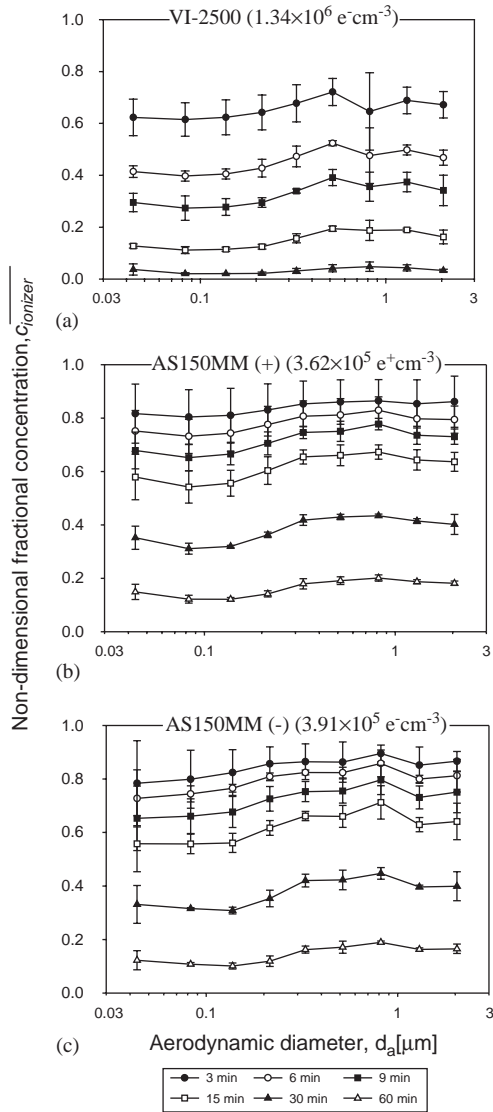 VI-2500 (1.34×10⁶ e⁻cm⁻³)
1.0
0.8
0.6
0.4
0.2
0.0
0.03 0.1 1 3
(a)
AS150MM (+) (3.62×10⁵ e⁺cm⁻³)
1.0
0.8
0.6
0.4
0.2
0.0
0.03 0.1 1 3
(b)
Non-dimensional fractional concentration, c_ionizer
AS150MM (-) (3.91×10⁵ e⁻cm⁻³)
1.0
0.8
0.6
0.4
0.2
0.0
0.03 0.1 1 3
(c)
Aerodynamic diameter, dₐ[μm]
3 min 6 min 9 min
15 min 30 min 60 min